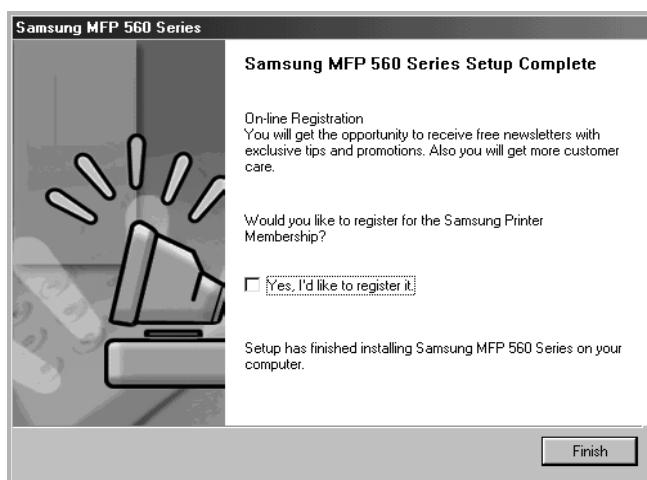 Samsung MFP 560 Series
Samsung MFP 560 Series Setup Complete
On-line Registration
You will get the opportunity to receive free newsletters with
exclusive tips and promotions. Also you will get more customer
care.
Would you like to register for the Samsung Printer
Membership?
Yes, I'd like to register it.
Setup has finished installing Samsung MFP 560 Series on your
computer.
Finish